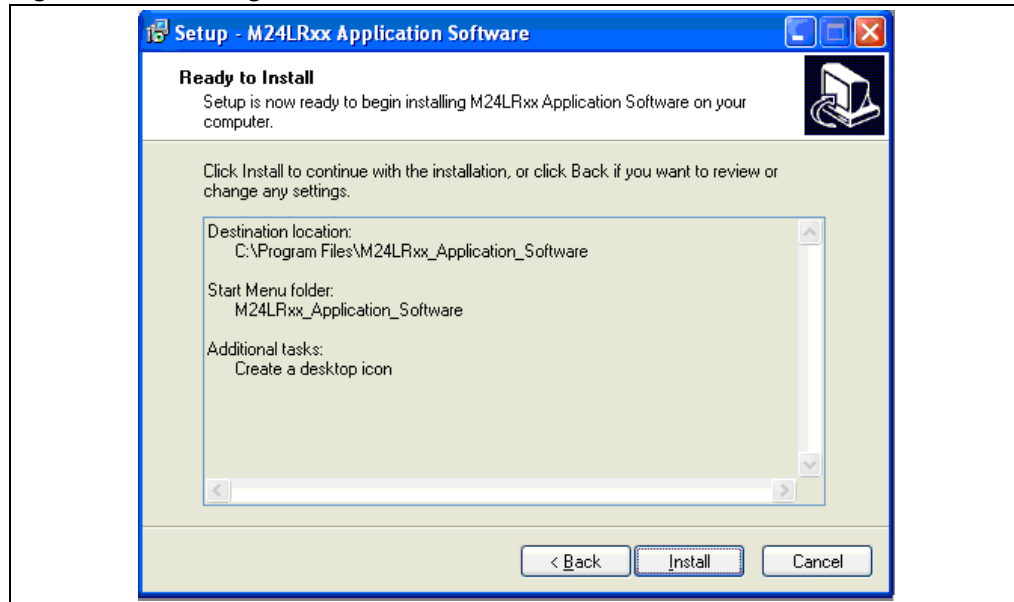 Setup - M24LRxx Application Software
Ready to Install
Setup is now ready to begin installing M24LRxx Application Software on your
computer.
Click Install to continue with the installation, or click Back if you want to review or
change any settings.
Destination location:
C:\Program Files\M24LRxx_Application_Software
Start Menu folder:
M24LRxx_Application_Software
Additional tasks:
Create a desktop icon
< Back
Install
Cancel